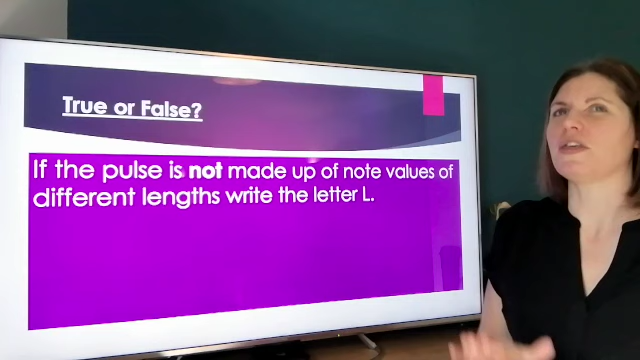 True or False?
If the pulse is not made up of note values of
different lengths write the letter L.